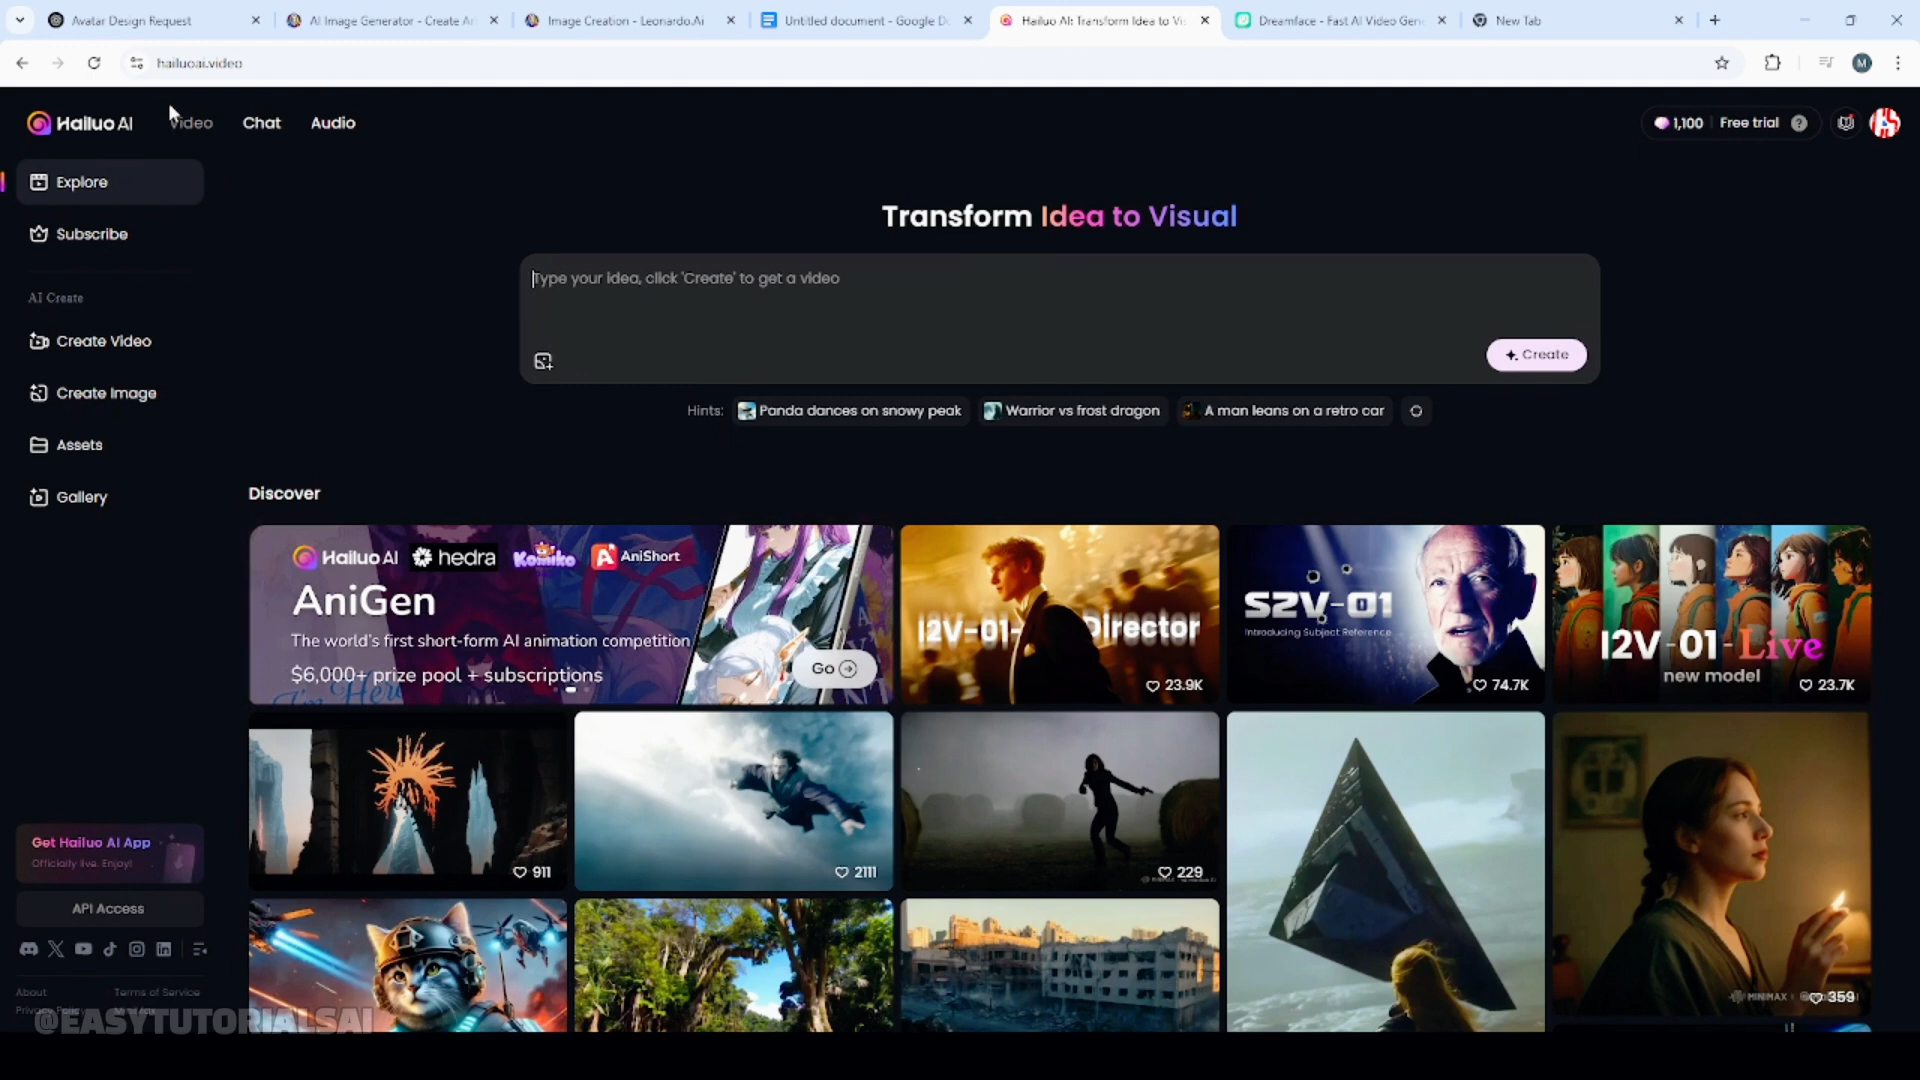 Avatar Design Request
AI Image Generator - Create Ar
Image Creation - Leonardo.Ai
Untitled document - Google D
Hailuo AI: Transform Idea to Vi
Dreamface - Fast AI Video Gen
New Tab
hailuoai.video
M
Hailuo AI
Video
Chat
Audio
1,100
Free trial
?
Explore
Subscribe
AI Create
Create Video
Create Image
Assets
Gallery
Transform Idea to Visual
Type your idea, click 'Create' to get a video
Create
Hints:
Panda dances on snowy peak
Warrior vs frost dragon
A man leans on a retro car
Discover
Hailuo AI
hedra
Komiko
AniShort
AniGen
The world's first short-form AI animation competition
$6,000+ prize pool + subscriptions
Go
I2V-01-Director
23.9K
S2V-01
Introducing Subject Reference
74.7K
I2V-01-Live
new model
23.7K
911
2111
229
359
MINIMAX
Get Hailuo AI App
Officially live. Enjoy!
API Access
About
Terms of Service
Privacy Policy
MiniMax
@EASYTUTORIALSAI